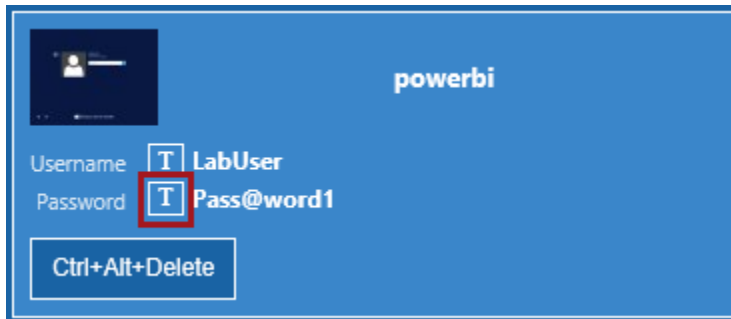 powerbi
Username T LabUser
Password T Pass@word1
Ctrl+Alt+Delete